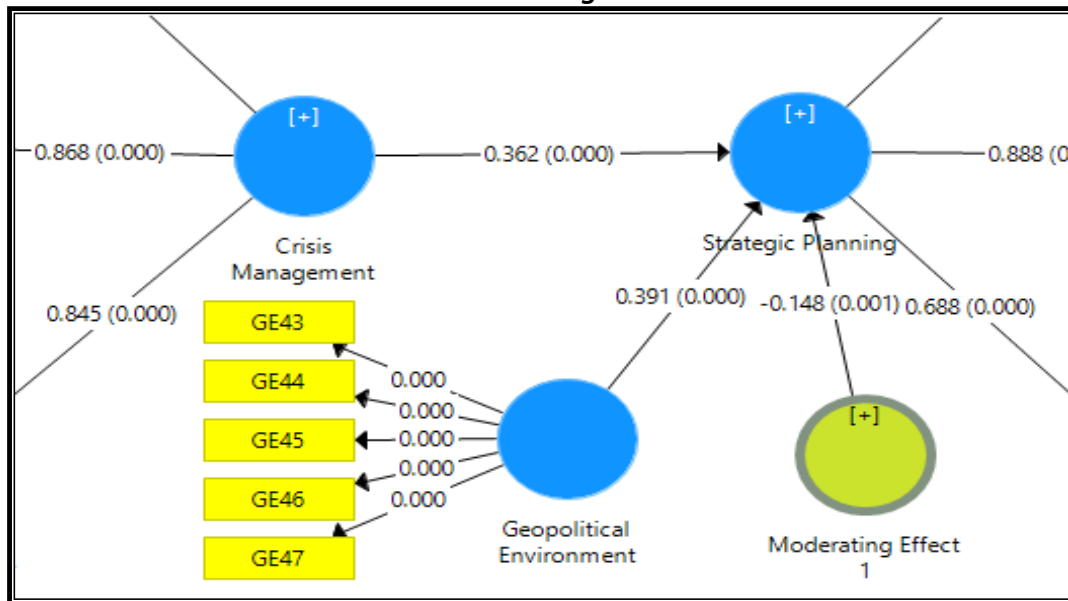 [+]
[+]
0.868 (0.000)
0.362 (0.000)
0.888 (0
Crisis
Management
Strategic Planning
0.845 (0.000)
0.391 (0.000)
-0.148 (0.001)
0.688 (0.000)
GE43
GE44
GE45
GE46
GE47
0.000
0.000
0.000
0.000
0.000
[+]
Geopolitical
Environment
Moderating Effect
1